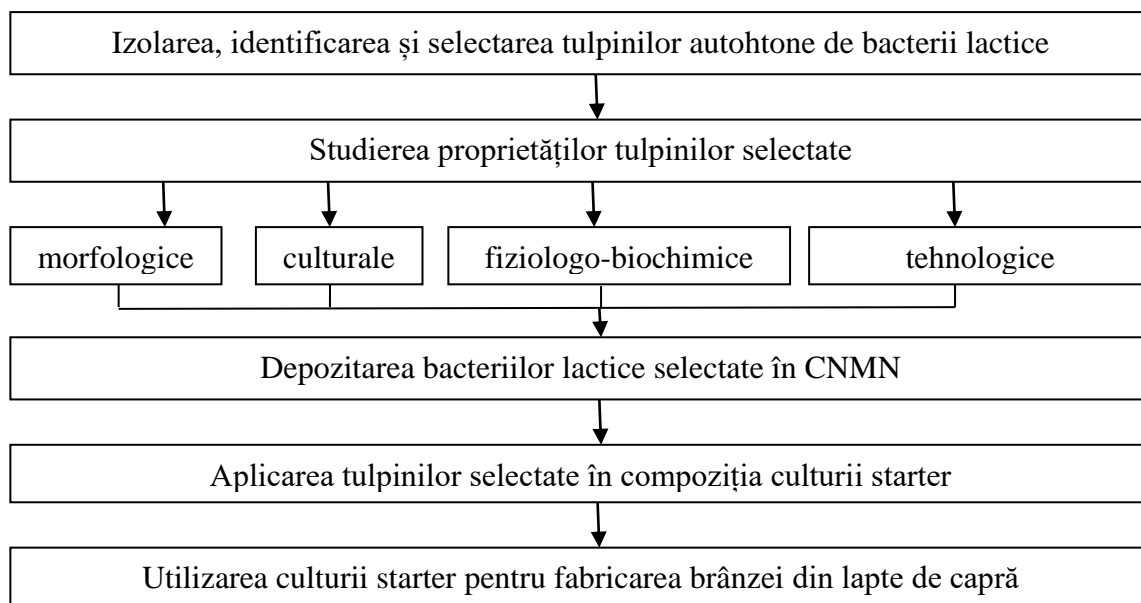 Izolarea, identificarea și selectarea tulpinilor autohtone de bacterii lactice
Studierea proprietăților tulpinilor selectate
morfologice
culturale
fiziologo-biochimice
tehnologice
Depozitarea bacteriilor lactice selectate în CNMN
Aplicarea tulpinilor selectate în compoziția culturii starter
Utilizarea culturii starter pentru fabricarea brânzei din lapte de capră